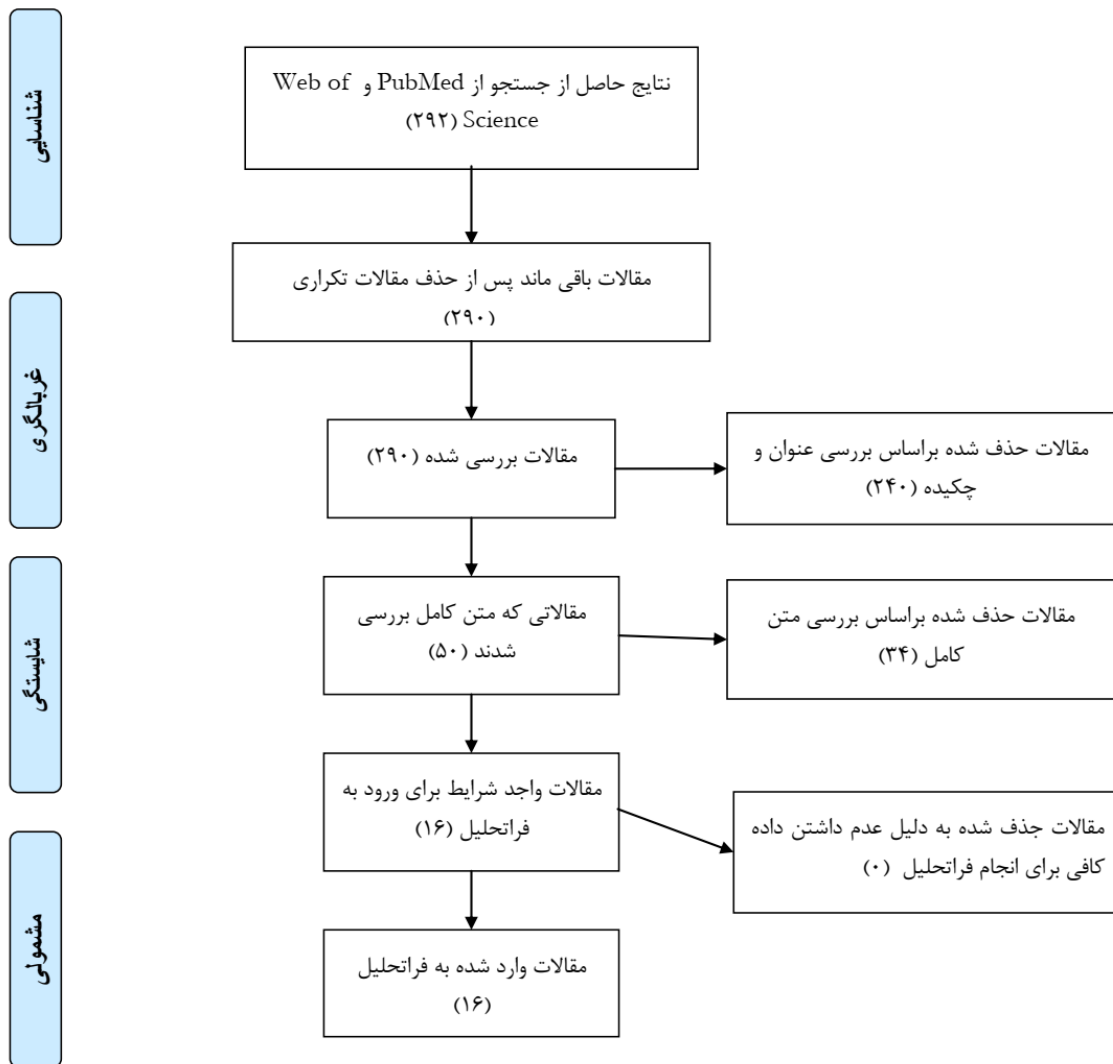 شناسایی
نتایج حاصل از جستجو از PubMed و Web of
Science (۲۹۲)
مقالات باقی ماند پس از حذف مقالات تکراری
(۲۹۰)
غربالگری
مقالات بررسی شده (۲۹۰)
مقالات حذف شده براساس بررسی عنوان و
چکیده (۲۴۰)
شایستگی
مقالاتی که متن کامل بررسی
شدند (۵۰)
مقالات حذف شده براساس بررسی متن
کامل (۳۴)
مقالات واجد شرایط برای ورود به
فراتحلیل (۱۶)
مقالات جذف شده به دلیل عدم داشتن داده
کافی برای انجام فراتحلیل (۰)
مشمولی
مقالات وارد شده به فراتحلیل
(۱۶)